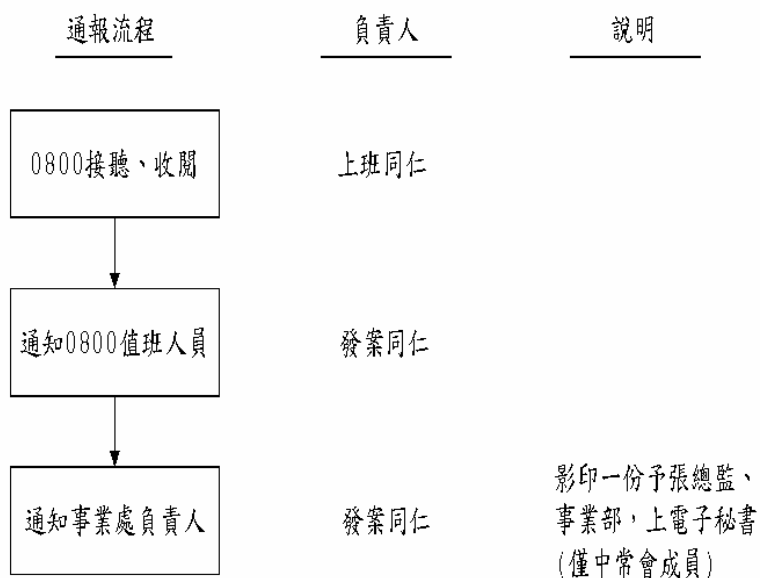 通報流程 負責人 說明
0800接聽、收閱 上班同仁
通知0800值班人員 發案同仁
通知事業處負責人 發案同仁
影印一份予張總監、
事業部，上電子秘書
(僅中常會成員)